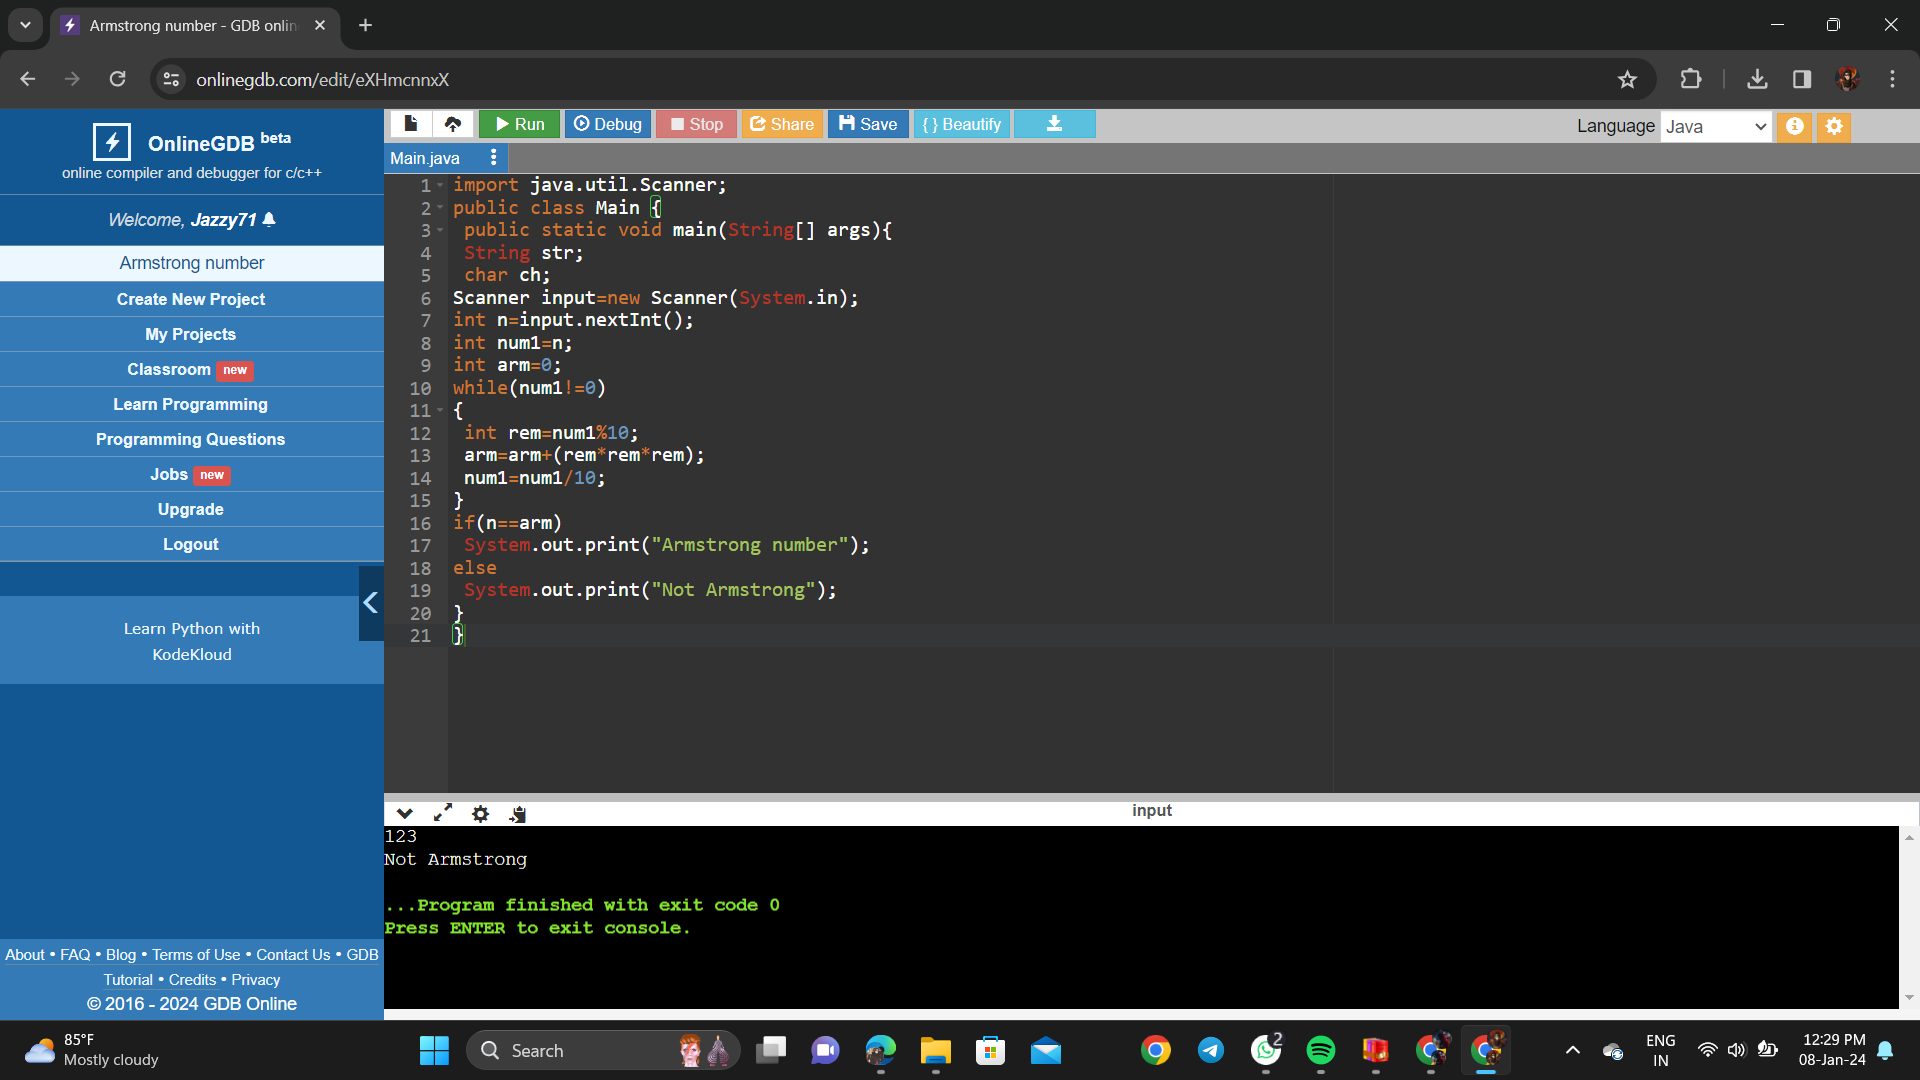 Armstrong number - GDB onlin
onlinegdb.com/edit/eXHmcnnxX
OnlineGDB beta
online compiler and debugger for c/c++
Welcome, Jazzy71
Armstrong number
Create New Project
My Projects
Classroom new
Learn Programming
Programming Questions
Jobs new
Upgrade
Logout
Learn Python with
KodeKloud
About • FAQ • Blog • Terms of Use • Contact Us • GDB
Tutorial • Credits • Privacy
© 2016 - 2024 GDB Online
Run Debug Stop Share Save { } Beautify Language Java
Main.java
1 import java.util.Scanner;
2 public class Main {
3 public static void main(String[] args){
4 String str;
5 char ch;
6 Scanner input=new Scanner(System.in);
7 int n=input.nextInt();
8 int num1=n;
9 int arm=0;
10 while(num1!=0)
11 {
12 int rem=num1%10;
13 arm=arm+(rem*rem*rem);
14 num1=num1/10;
15 }
16 if(n==arm)
17 System.out.print("Armstrong number");
18 else
19 System.out.print("Not Armstrong");
20 }
21 }
input
123
Not Armstrong
...Program finished with exit code 0
Press ENTER to exit console.
85°F
Mostly cloudy
Search
2
ENG
IN
12:29 PM
08-Jan-24